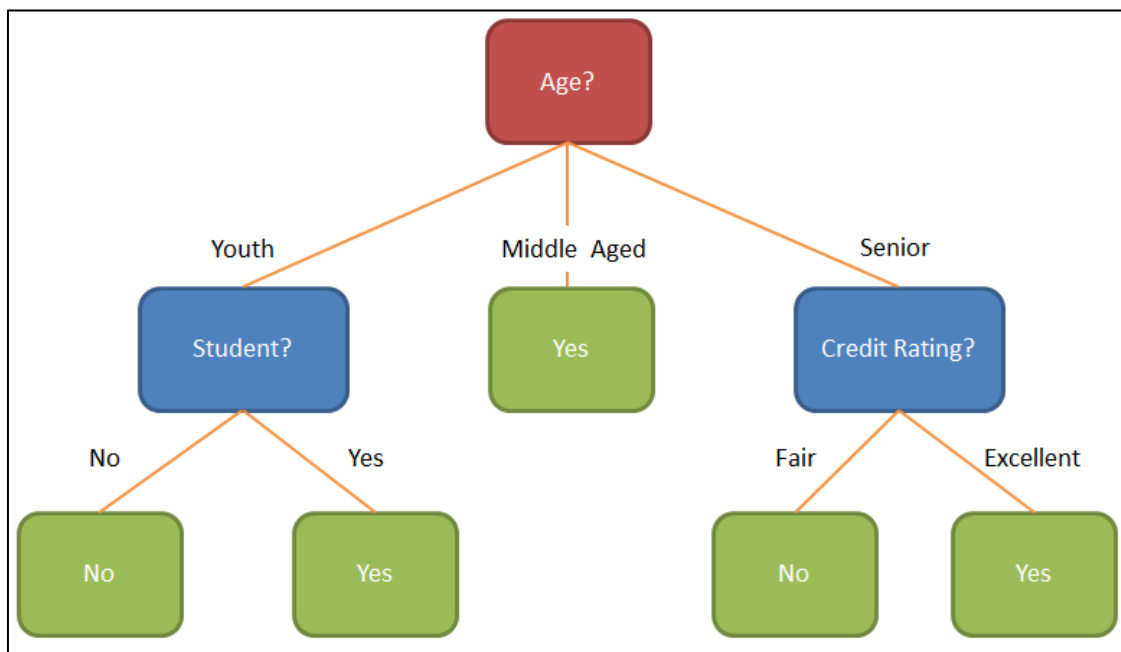 Age?
Youth
Middle Aged
Senior
Student?
Yes
Credit Rating?
No
Yes
Fair
Excellent
No
Yes
No
Yes